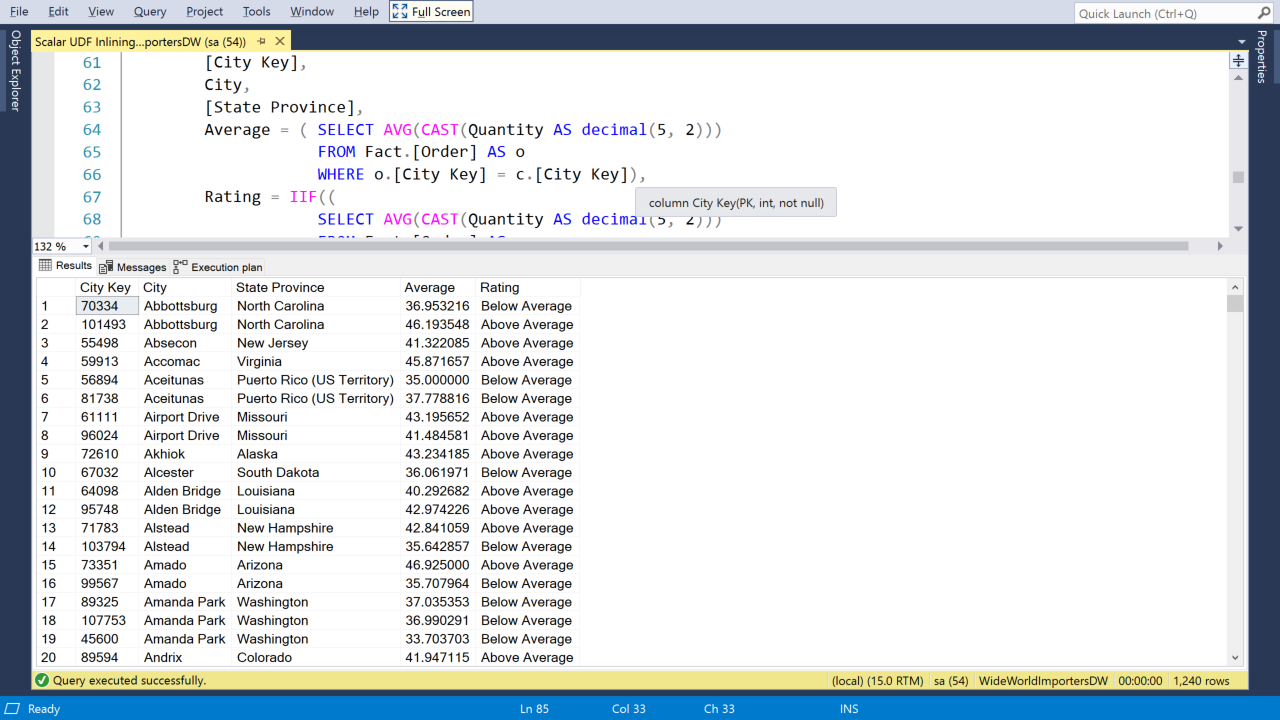 File Edit View Query Project Tools Window Help Full Screen Quick Launch (Ctrl+Q)
Object Explorer
Scalar UDF Inlining...portersDW (sa (54))
Properties
61 [City Key],
62 City,
63 [State Province],
64 Average = ( SELECT AVG(CAST(Quantity AS decimal(5, 2)))
65 FROM Fact.[Order] AS o
66 WHERE o.[City Key] = c.[City Key]),
67 Rating = IIF((
column City Key(PK, int, not null)
68 SELECT AVG(CAST(Quantity AS decimal(5, 2)))
132 %
Results Messages Execution plan
City Key City State Province Average Rating
1 70334 Abbottsburg North Carolina 36.953216 Below Average
2 101493 Abbottsburg North Carolina 46.193548 Above Average
3 55498 Absecon New Jersey 41.322085 Above Average
4 59913 Accomac Virginia 45.871657 Above Average
5 56894 Aceitunas Puerto Rico (US Territory) 35.000000 Below Average
6 81738 Aceitunas Puerto Rico (US Territory) 37.778816 Below Average
7 61111 Airport Drive Missouri 43.195652 Above Average
8 96024 Airport Drive Missouri 41.484581 Above Average
9 72610 Akhiok Alaska 43.234185 Above Average
10 67032 Alcester South Dakota 36.061971 Below Average
11 64098 Alden Bridge Louisiana 40.292682 Above Average
12 95748 Alden Bridge Louisiana 42.974226 Above Average
13 71783 Alstead New Hampshire 42.841059 Above Average
14 103794 Alstead New Hampshire 35.642857 Below Average
15 73351 Amado Arizona 46.925000 Above Average
16 99567 Amado Arizona 35.707964 Below Average
17 89325 Amanda Park Washington 37.035353 Below Average
18 107753 Amanda Park Washington 36.990291 Below Average
19 45600 Amanda Park Washington 33.703703 Below Average
20 89594 Andrix Colorado 41.947115 Above Average
Query executed successfully. (local) (15.0 RTM) sa (54) WideWorldImportersDW 00:00:00 1,240 rows
Ready Ln 85 Col 33 Ch 33 INS